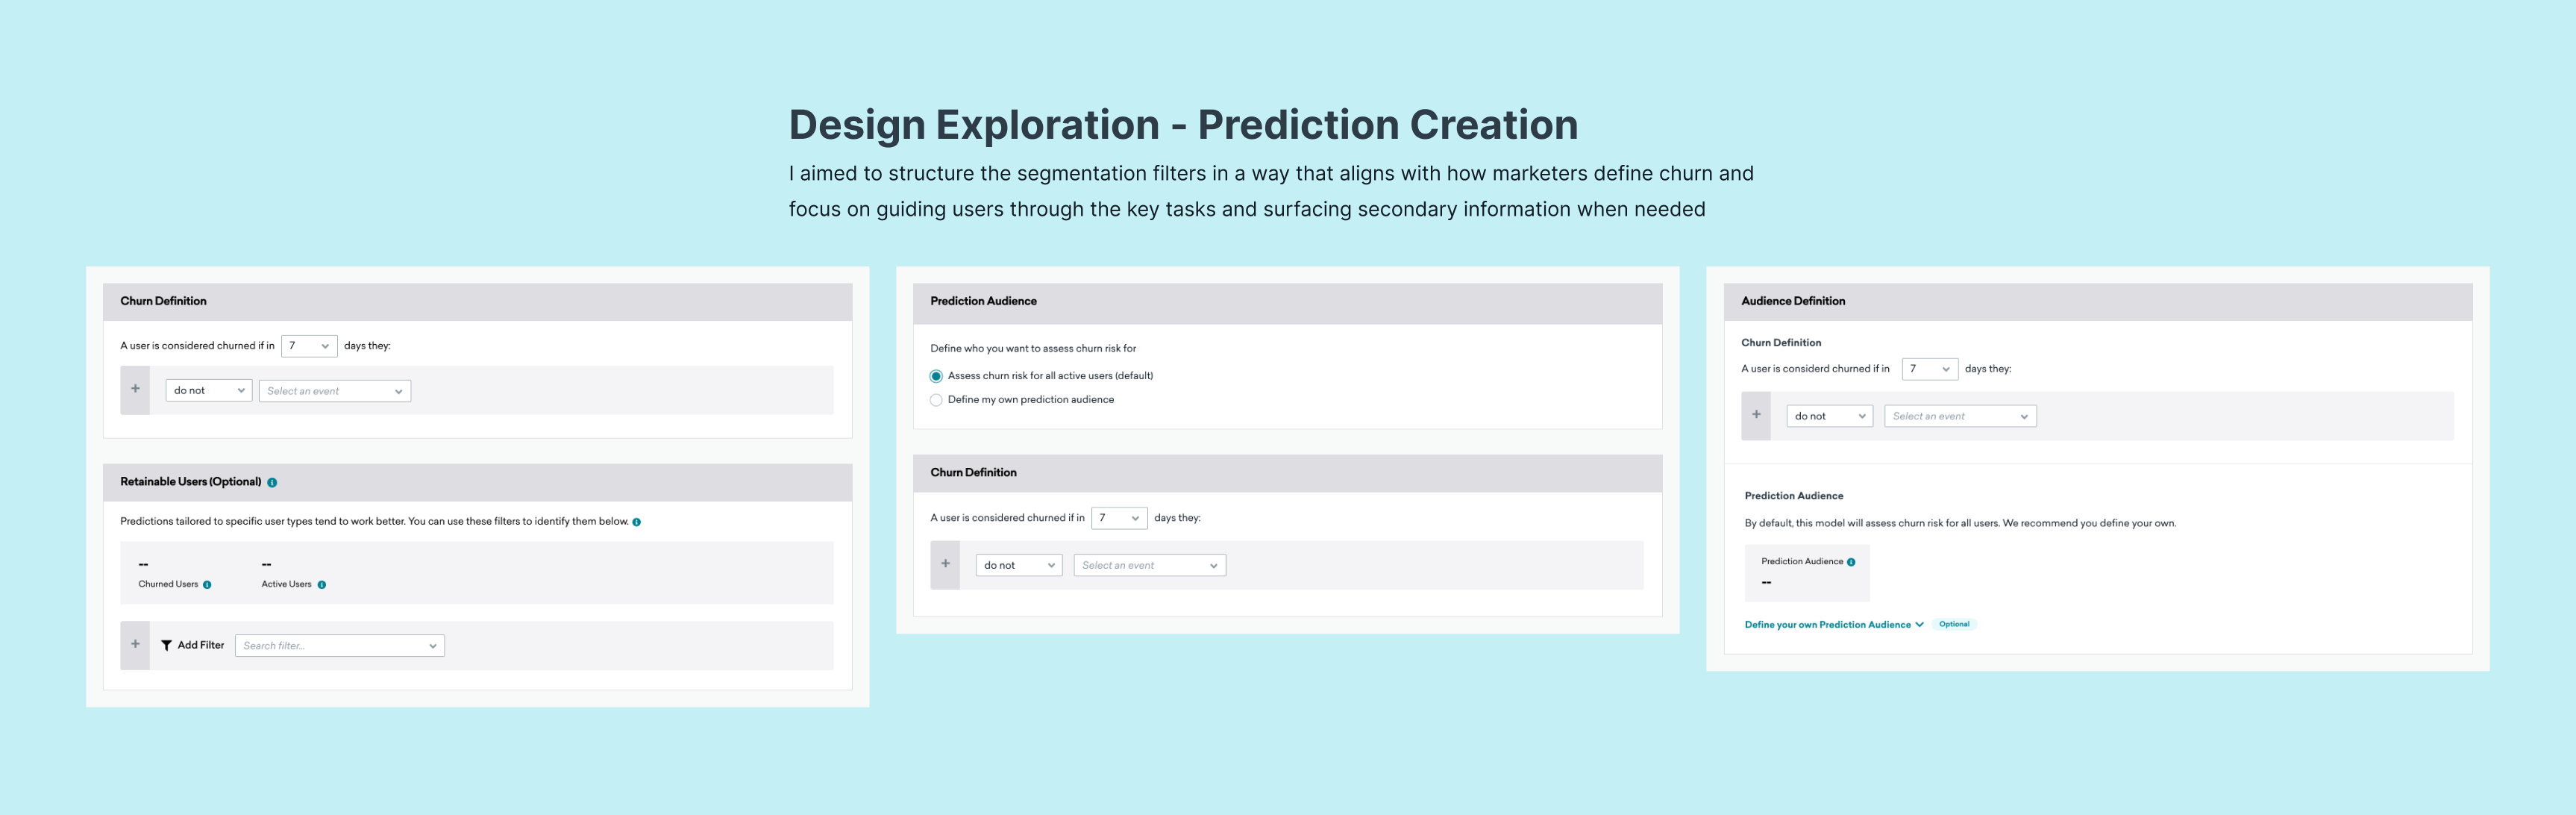 Design Exploration - Prediction Creation
I aimed to structure the segmentation filters in a way that aligns with how marketers define churn and
focus on guiding users through the key tasks and surfacing secondary information when needed
Churn Definition
A user is considered churned if in 7 days they:
+ do not Select an event
Retainable Users (Optional)
Predictions tailored to specific user types tend to work better. You can use these filters to identify them below.
-- --
Churned Users Active Users
+ Add Filter Search filter...
Prediction Audience
Define who you want to assess churn risk for
Assess churn risk for all active users (default)
Define my own prediction audience
Churn Definition
A user is considered churned if in 7 days they:
+ do not Select an event
Audience Definition
Churn Definition
A user is considerd churned if in 7 days they:
+ do not Select an event
Prediction Audience
By default, this model will assess churn risk for all users. We recommend you define your own.
Prediction Audience
--
Define your own Prediction Audience Optional